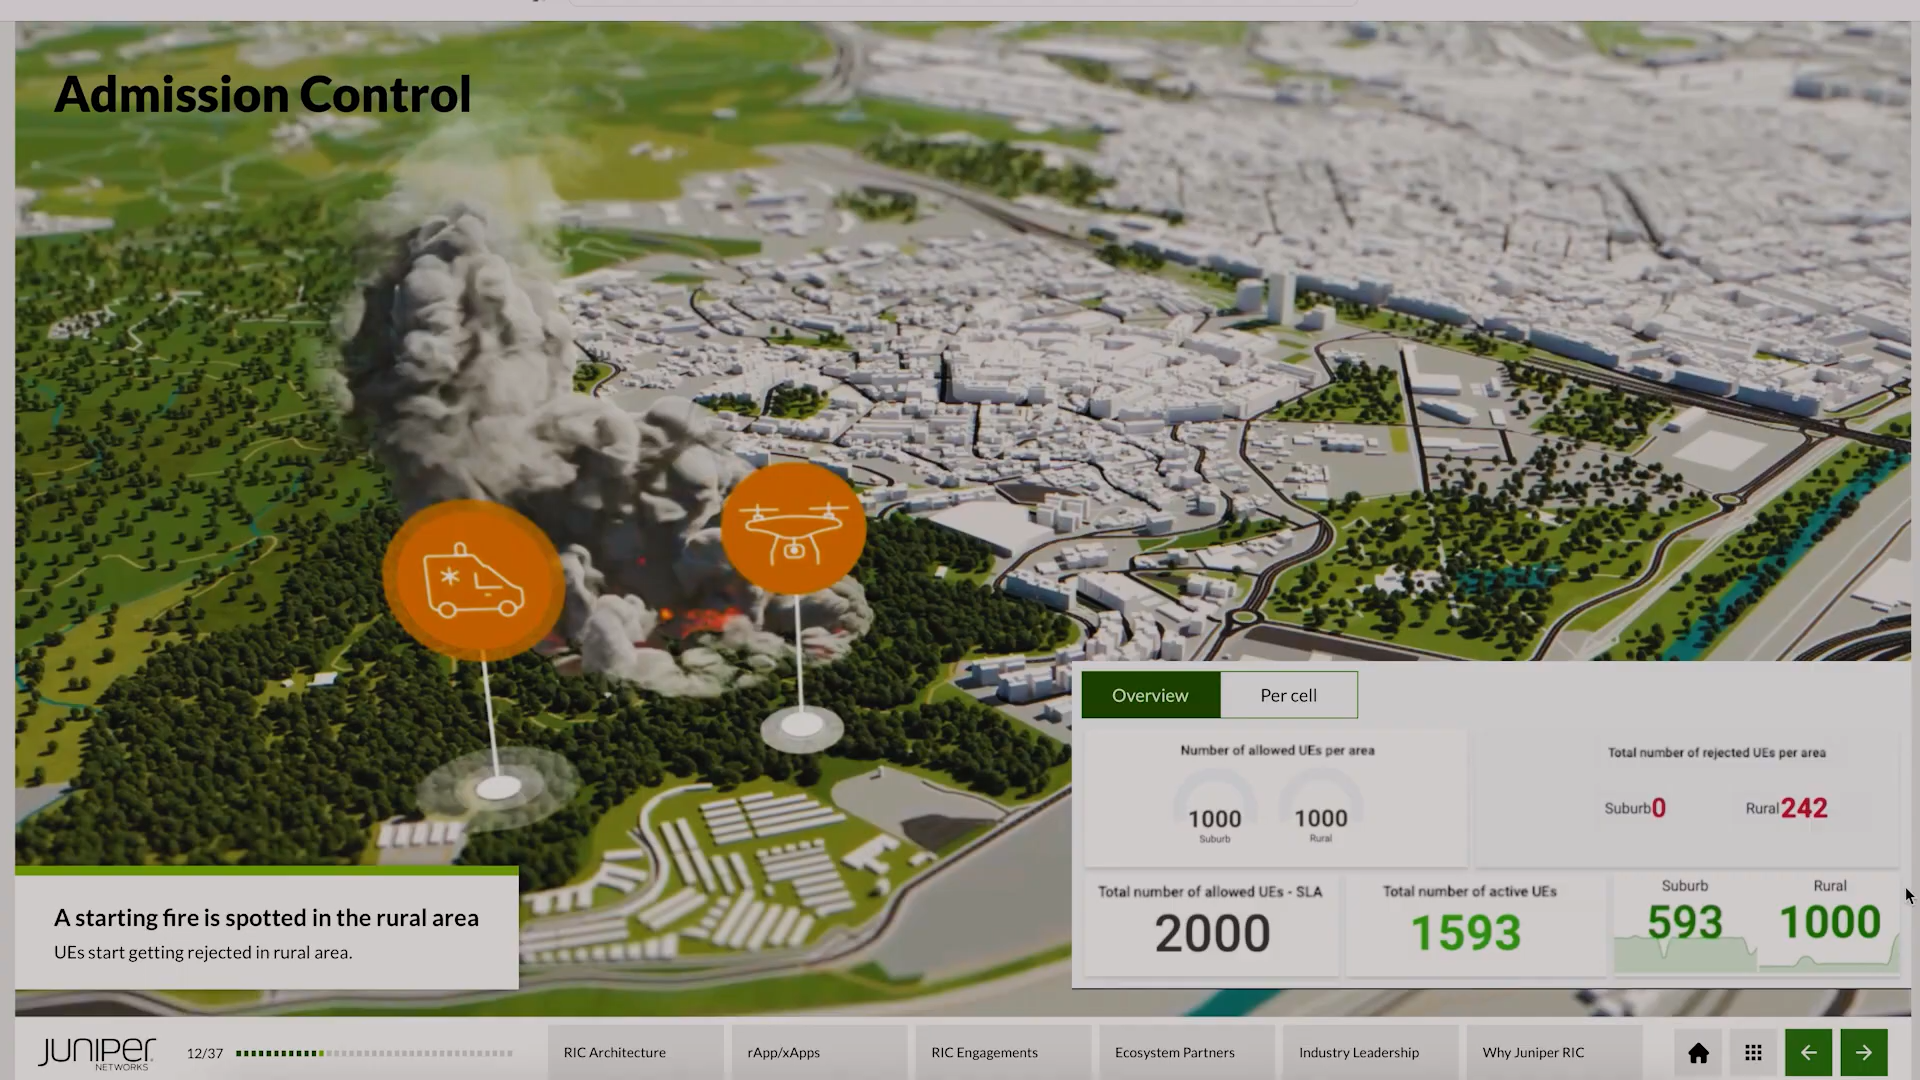 Admission Control
A starting fire is spotted in the rural area
UEs start getting rejected in rural area.
Overview
Per cell
Number of allowed UEs per area
1000
Suburb
1000
Rural
Total number of rejected UEs per area
Suburb0
Rural242
Total number of allowed UEs - SLA
2000
Total number of active UEs
1593
Suburb
593
Rural
1000
JUNIPER
NETWORKS
12/37
RIC Architecture
rApp/xApps
RIC Engagements
Ecosystem Partners
Industry Leadership
Why Juniper RIC